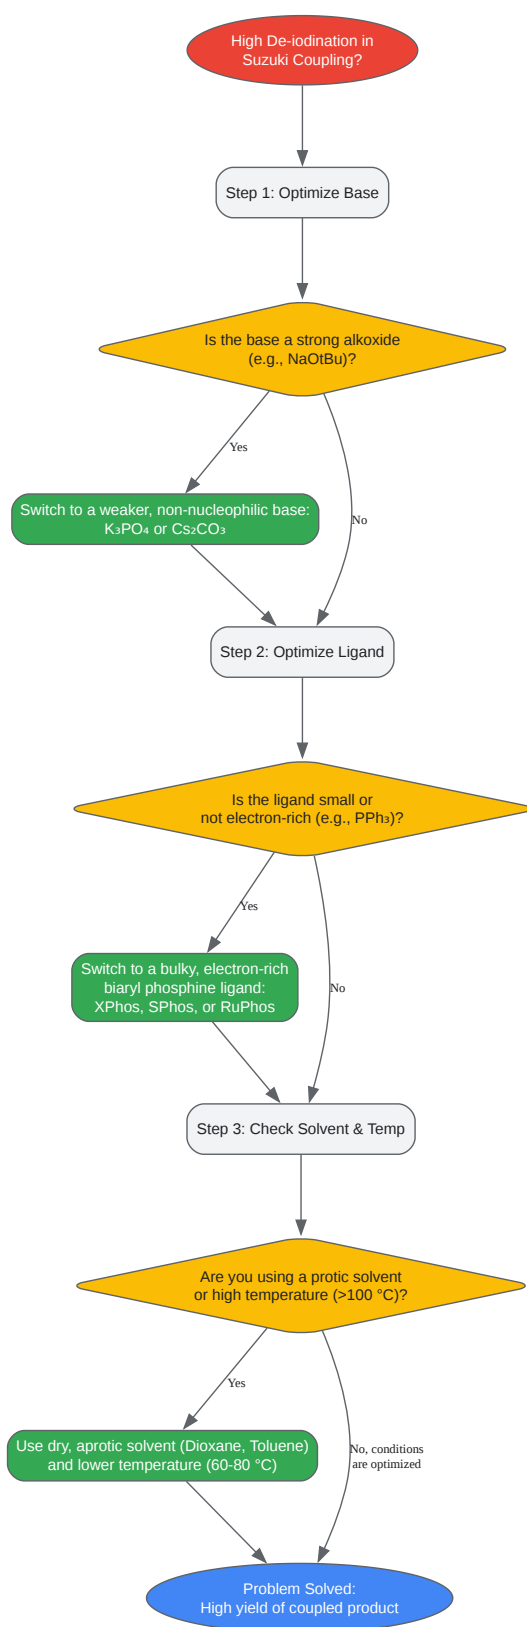 High De-iodination in
Suzuki Coupling?
Step 1: Optimize Base
Is the base a strong alkoxide
(e.g., NaOtBu)?
Yes
Switch to a weaker, non-nucleophilic base:
K₃PO₄ or Cs₂CO₃
No
Step 2: Optimize Ligand
Is the ligand small or
not electron-rich (e.g., PPh₃)?
Yes
Switch to a bulky, electron-rich
biaryl phosphine ligand:
XPhos, SPhos, or RuPhos
No
Step 3: Check Solvent & Temp
Are you using a protic solvent
or high temperature (>100 °C)?
Yes
Use dry, aprotic solvent (Dioxane, Toluene)
and lower temperature (60-80 °C)
No, conditions
are optimized
Problem Solved:
High yield of coupled product